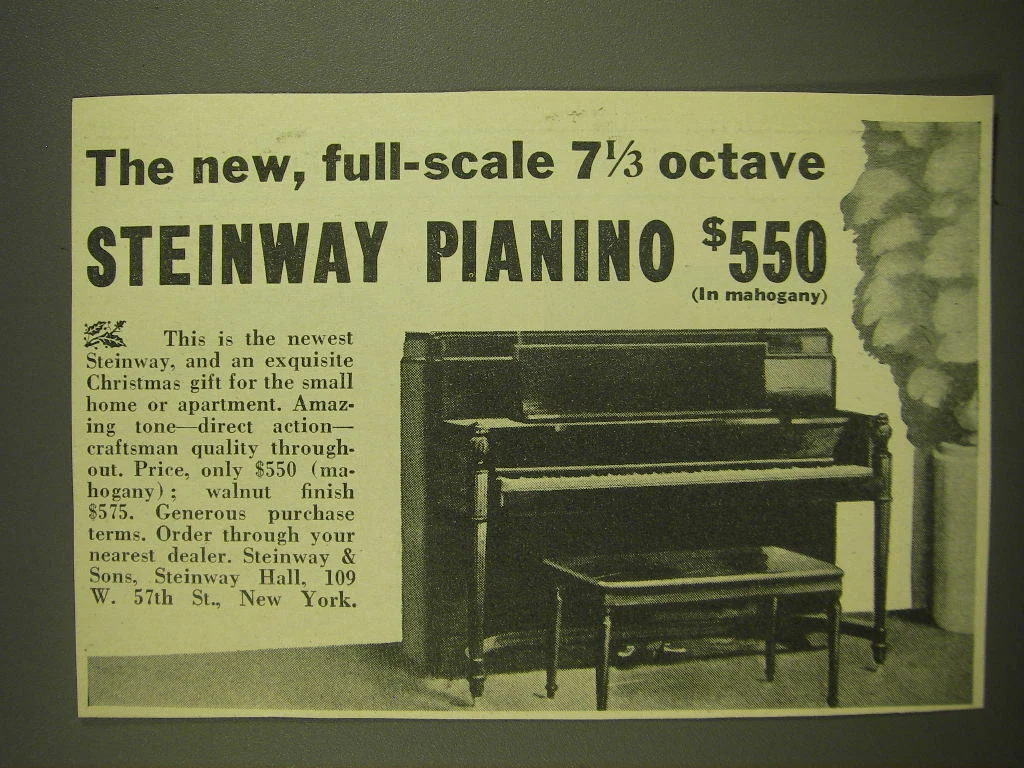 The new, full-scale 7⅓ octave
STEINWAY PIANINO $550
(In mahogany)
This is the newest
Steinway, and an exquisite
Christmas gift for the small
home or apartment. Amaz-
ing tone—direct action—
craftsman quality through-
out. Price, only $550 (ma-
hogany); walnut finish
$575. Generous purchase
terms. Order through your
nearest dealer. Steinway &
Sons, Steinway Hall, 109
W. 57th St., New York.